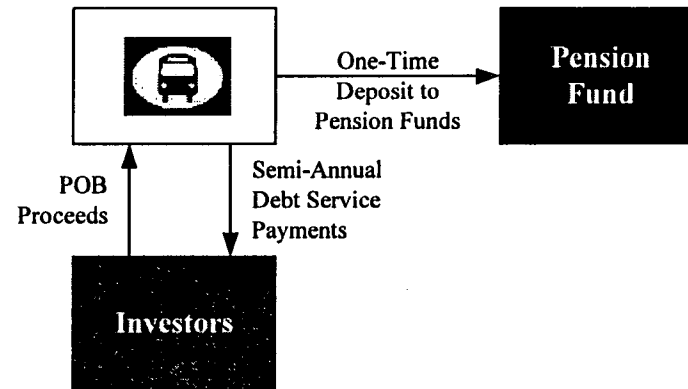 One-Time
Deposit to
Pension Funds
Pension
Fund
POB
Proceeds
Semi-Annual
Debt Service
Payments
Investors